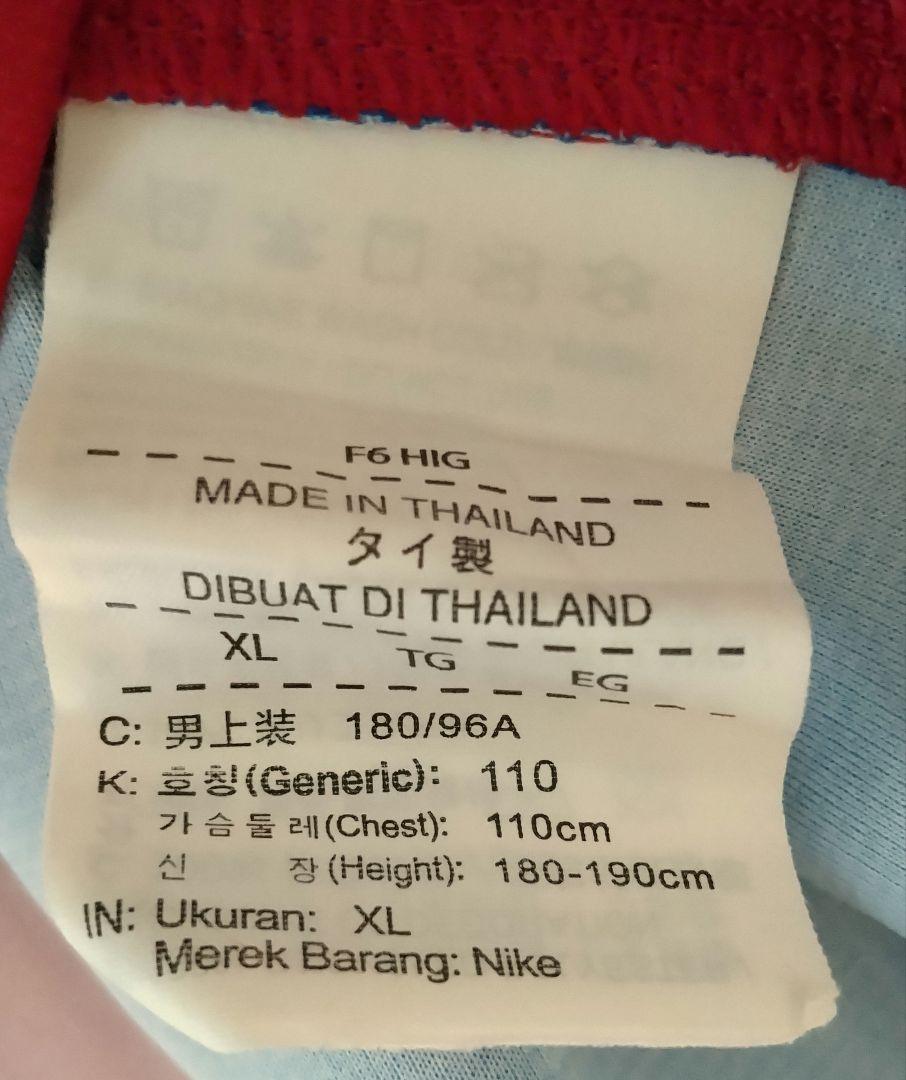 F6 HIG
MADE IN THAILAND
タイ製
DIBUAT DI THAILAND
XL TG EG
C: 男上装 180/96A
K: 호칭(Generic): 110
가슴둘레(Chest): 110cm
신 장(Height): 180-190cm
IN: Ukuran: XL
Merek Barang: Nike